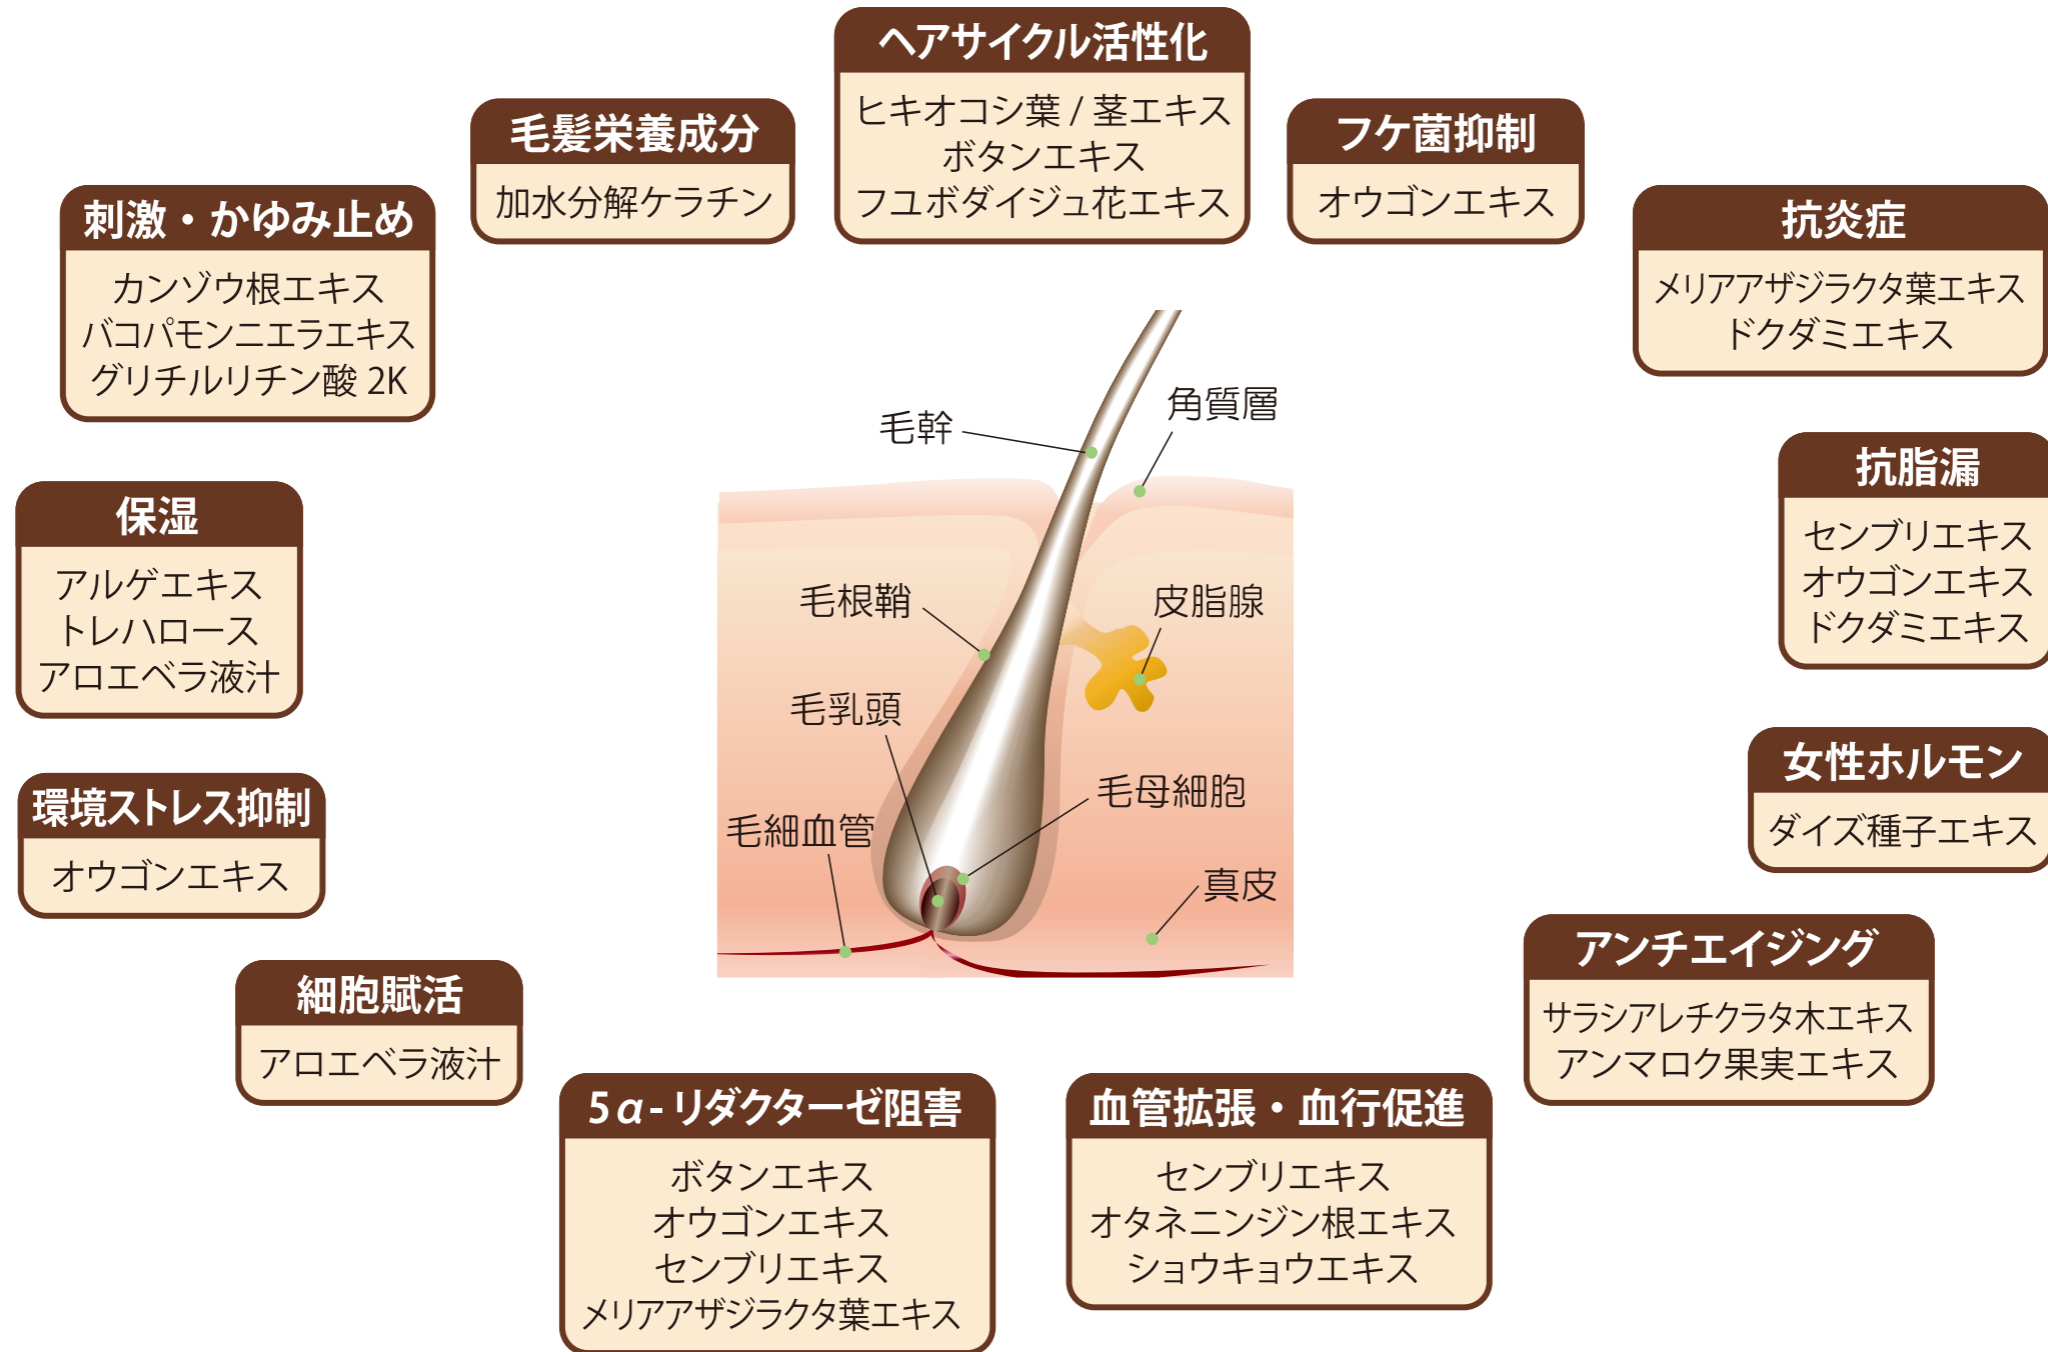 ヘアサイクル活性化
ヒキオコシ葉 / 茎エキス
ボタンエキス
フユボダイジュ花エキス
毛髪栄養成分
加水分解ケラチン
フケ菌抑制
オウゴンエキス
刺激・かゆみ止め
カンゾウ根エキス
バコパモンニエラエキス
グリチルリチン酸 2K
抗炎症
メリアアザジラクタ葉エキス
ドクダミエキス
毛幹
角質層
毛根鞘
皮脂腺
毛乳頭
毛母細胞
毛細血管
真皮
保湿
アルゲエキス
トレハロース
アロエベラ液汁
抗脂漏
センブリエキス
オウゴンエキス
ドクダミエキス
環境ストレス抑制
オウゴンエキス
女性ホルモン
ダイズ種子エキス
細胞賦活
アロエベラ液汁
アンチエイジング
サラシアレチクラタ木エキス
アンマロク果実エキス
5α-リダクターゼ阻害
ボタンエキス
オウゴンエキス
センブリエキス
メリアアザジラクタ葉エキス
血管拡張・血行促進
センブリエキス
オタネニンジン根エキス
ショウキョウエキス